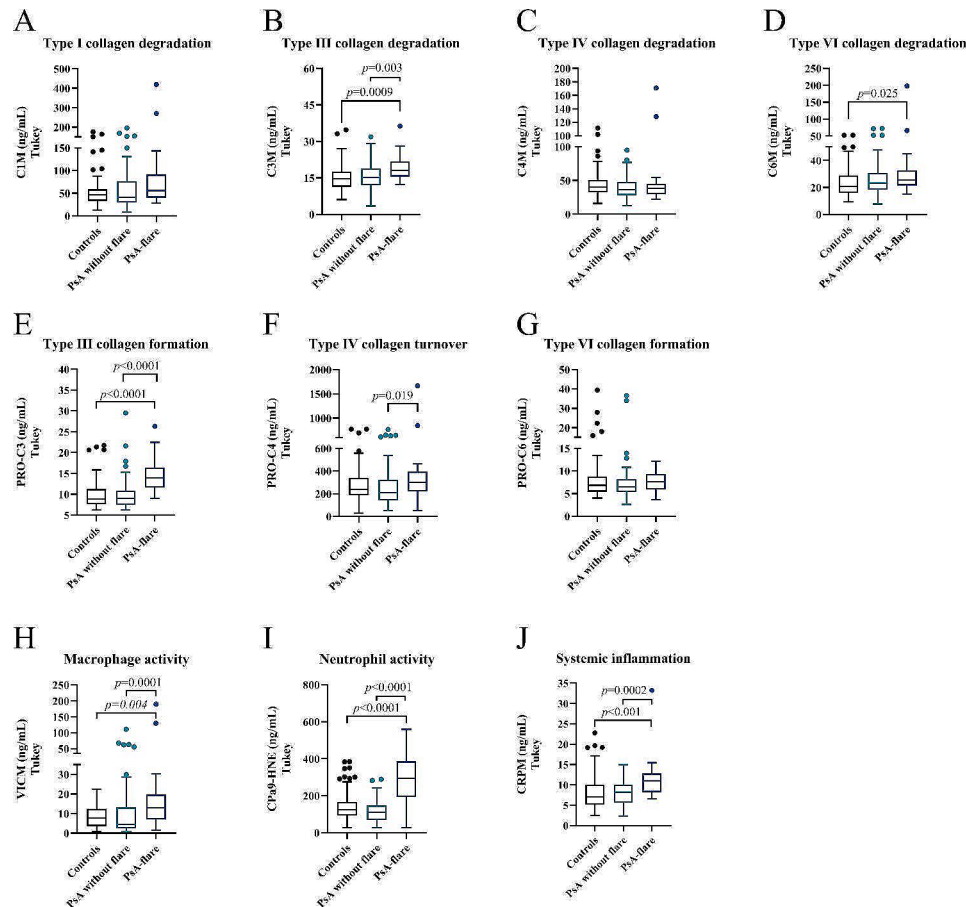 A
Type I collagen degradation
C1M (ng/mL)
Tukey
500
400
300
200
150
100
50
0
Controls
PsA without flare
PsA-flare
B
Type III collagen degradation
C3M (ng/mL)
Tukey
60
45
30
15
0
p=0.003
p=0.0009
Controls
PsA without flare
PsA-flare
C
Type IV collagen degradation
C4M (ng/mL)
Tukey
200
180
160
140
120
100
80
60
40
20
0
Controls
PsA without flare
PsA-flare
D
Type VI collagen degradation
C6M (ng/mL)
Tukey
250
200
150
100
50
40
20
0
p=0.025
Controls
PsA without flare
PsA-flare
E
Type III collagen formation
PRO-C3 (ng/mL)
Tukey
40
35
30
25
20
15
10
5
p<0.0001
p<0.0001
Controls
PsA without flare
PsA-flare
F
Type IV collagen turnover
PRO-C4 (ng/mL)
Tukey
2000
1500
1000
600
400
200
0
p=0.019
Controls
PsA without flare
PsA-flare
G
Type VI collagen formation
PRO-C6 (ng/mL)
Tukey
50
40
30
20
15
10
5
0
Controls
PsA without flare
PsA-flare
H
Macrophage activity
VICM (ng/mL)
Tukey
250
200
150
100
50
40
20
10
0
p=0.0001
p=0.004
Controls
PsA without flare
PsA-flare
I
Neutrophil activity
CPa9-HNE (ng/mL)
Tukey
800
600
400
200
0
p<0.0001
p<0.0001
Controls
PsA without flare
PsA-flare
J
Systemic inflammation
CRPM (ng/mL)
Tukey
35
30
25
20
15
10
5
0
p=0.0002
p<0.001
Controls
PsA without flare
PsA-flare